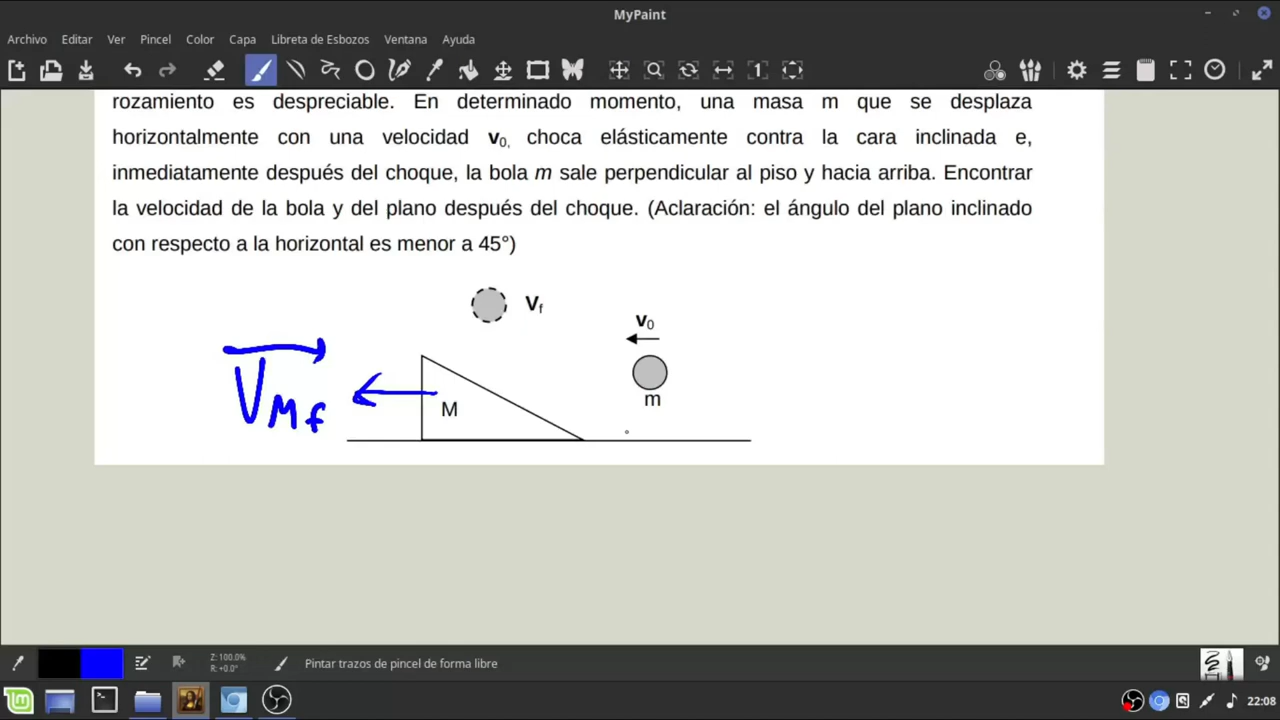 MyPaint
Archivo Editar Ver Pincel Color Capa Libreta de Esbozos Ventana Ayuda
rozamiento es despreciable. En determinado momento, una masa m que se desplaza
horizontalmente con una velocidad v0, choca elásticamente contra la cara inclinada e,
inmediatamente después del choque, la bola m sale perpendicular al piso y hacia arriba. Encontrar
la velocidad de la bola y del plano después del choque. (Aclaración: el ángulo del plano inclinado
con respecto a la horizontal es menor a 45°)
Vf
v0
VMf
M
m
Z: 100.0%
R: +0.0°
Pintar trazos de pincel de forma libre
22:08